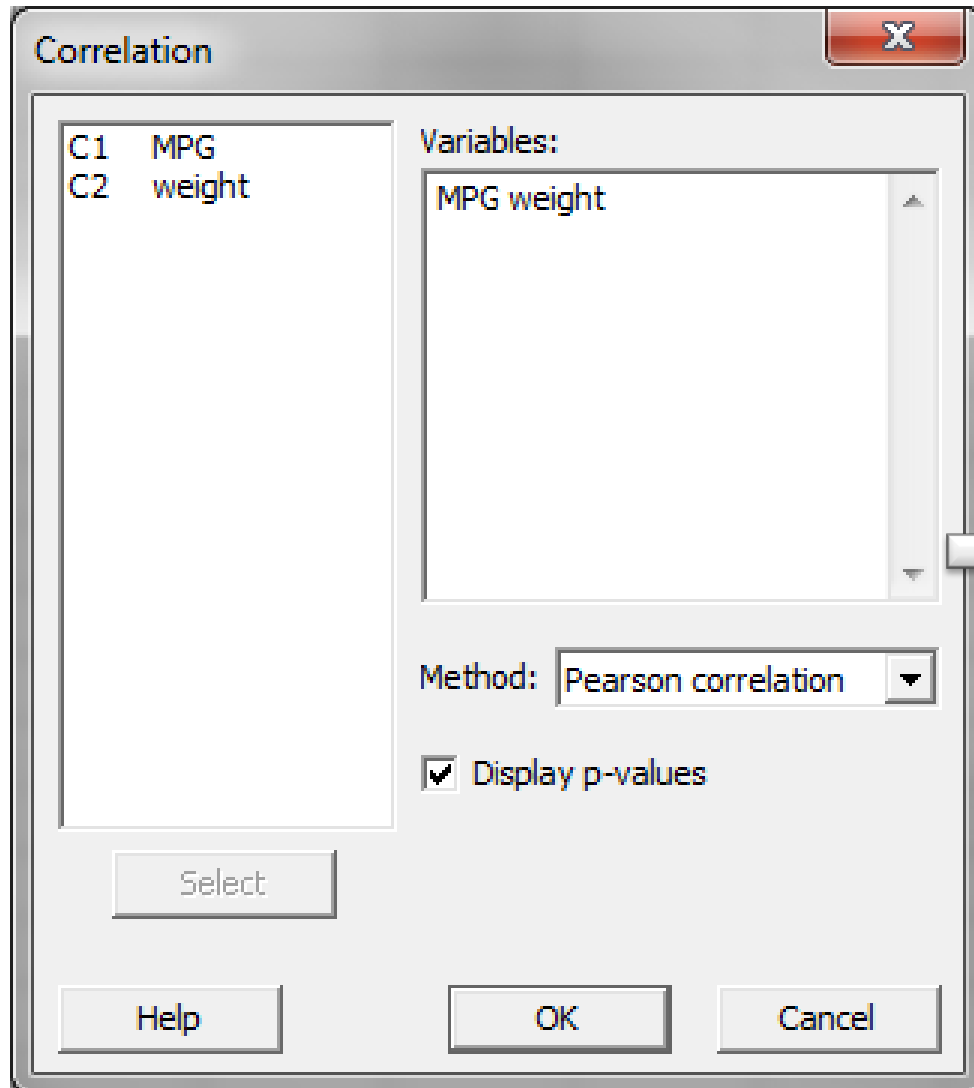 Correlation
C1 MPG
C2 weight
Variables:
MPG weight
Method: Pearson correlation
Display p-values
Select
Help
OK
Cancel